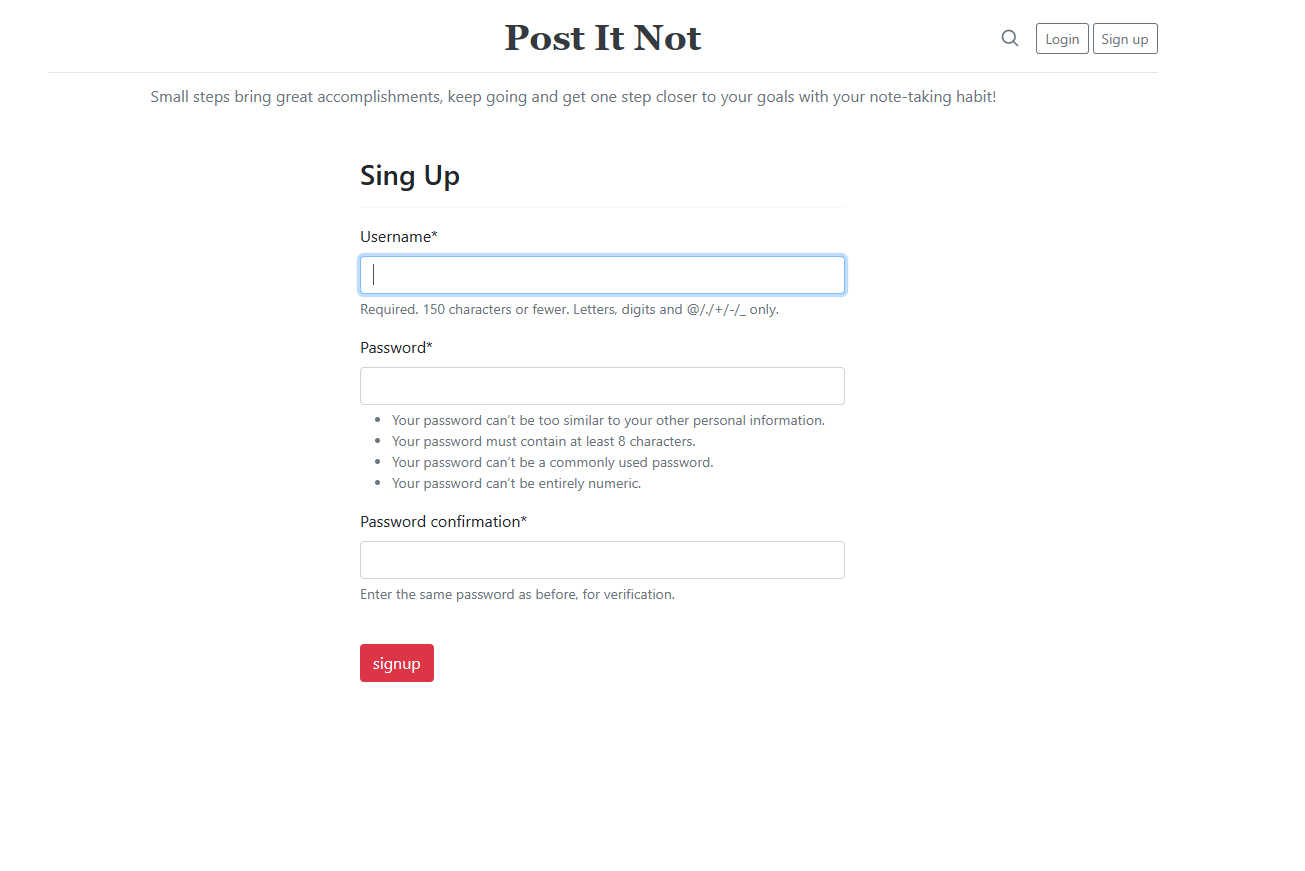 Post It Not
Login
Sign up
Small steps bring great accomplishments, keep going and get one step closer to your goals with your note-taking habit!
Sing Up
Username*
Required. 150 characters or fewer. Letters, digits and @/./+/-/_ only.
Password*
Your password can’t be too similar to your other personal information.
Your password must contain at least 8 characters.
Your password can’t be a commonly used password.
Your password can’t be entirely numeric.
Password confirmation*
Enter the same password as before, for verification.
signup